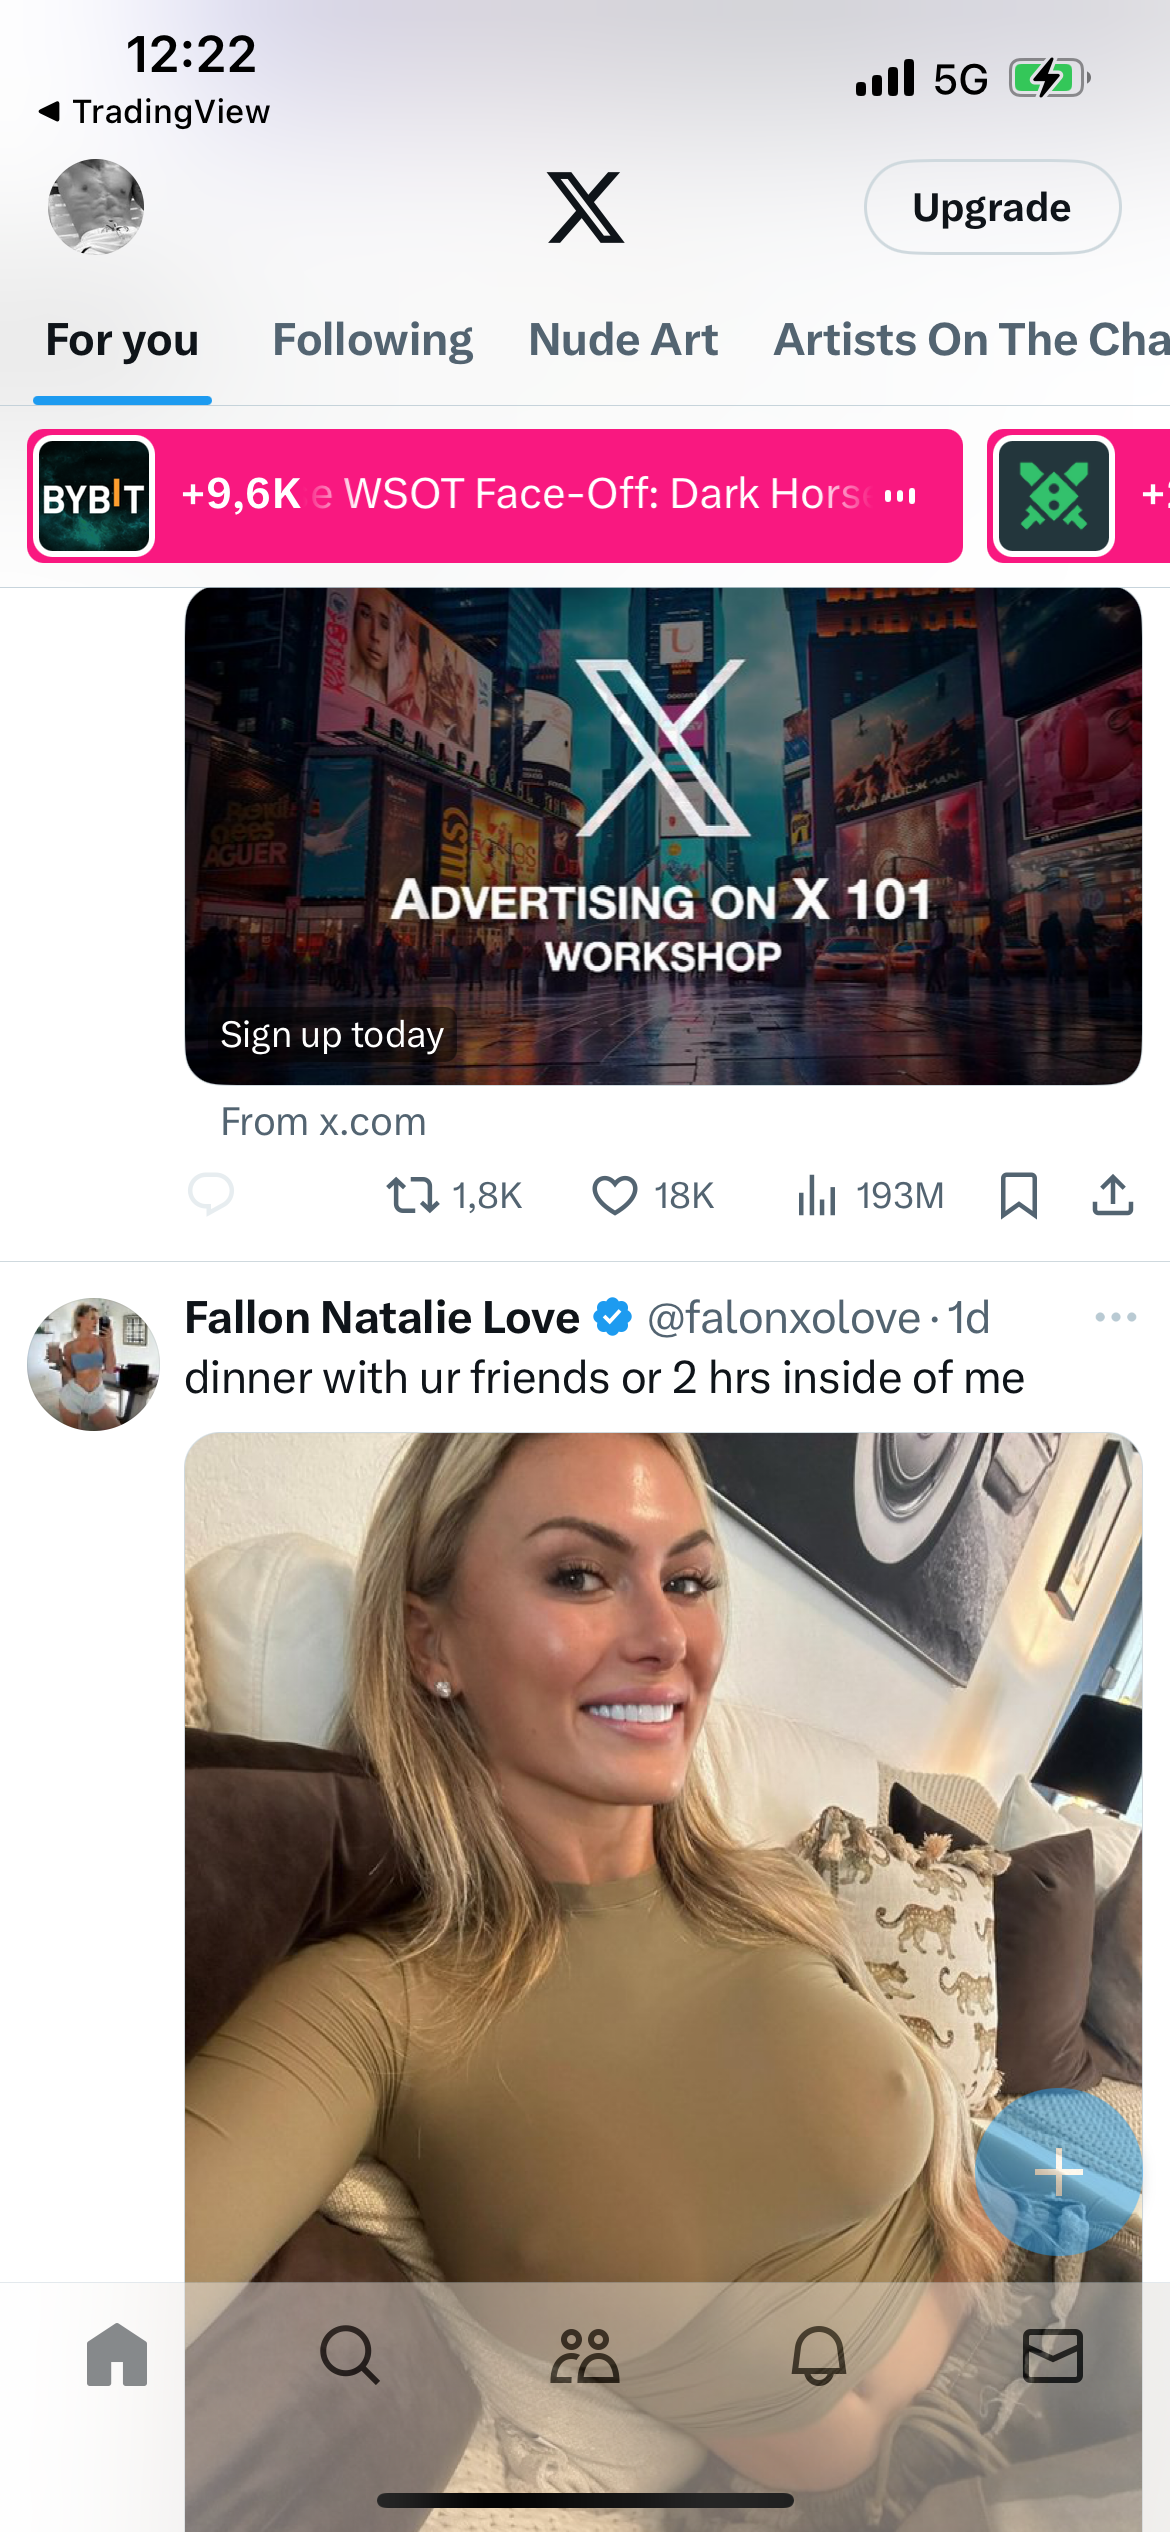 12:22
5G
TradingView
Upgrade
For you
Following
Nude Art
Artists On The Cha
BYBIT
+9,6K e WSOT Face-Off: Dark Horse
ADVERTISING ON X 101
WORKSHOP
Sign up today
From x.com
1,8K
18K
193M
Fallon Natalie Love @falonxolove · 1d
dinner with ur friends or 2 hrs inside of me